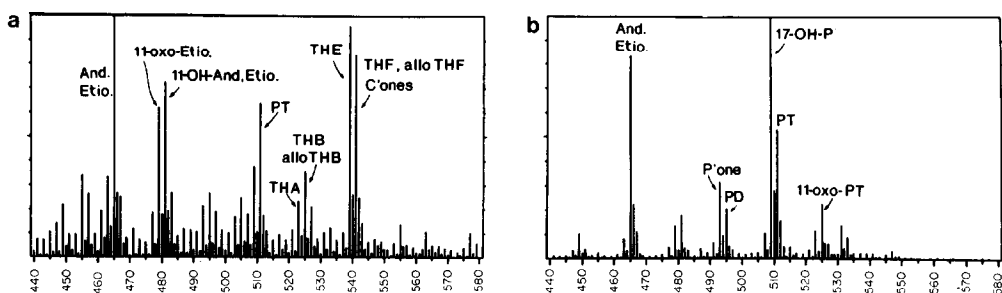 a
And.
Etio.
11-oxo-Etio.
11-OH-And, Etio.
PT
THA
THB
allo THB
THE
THF, allo THF
C'ones
440 450 460 470 480 490 500 510 520 530 540 550 560 570 580
b
And.
Etio.
P'one
PD
17-OH-P
PT
11-oxo-PT
440 450 460 470 480 490 500 510 520 530 540 550 560 570 580